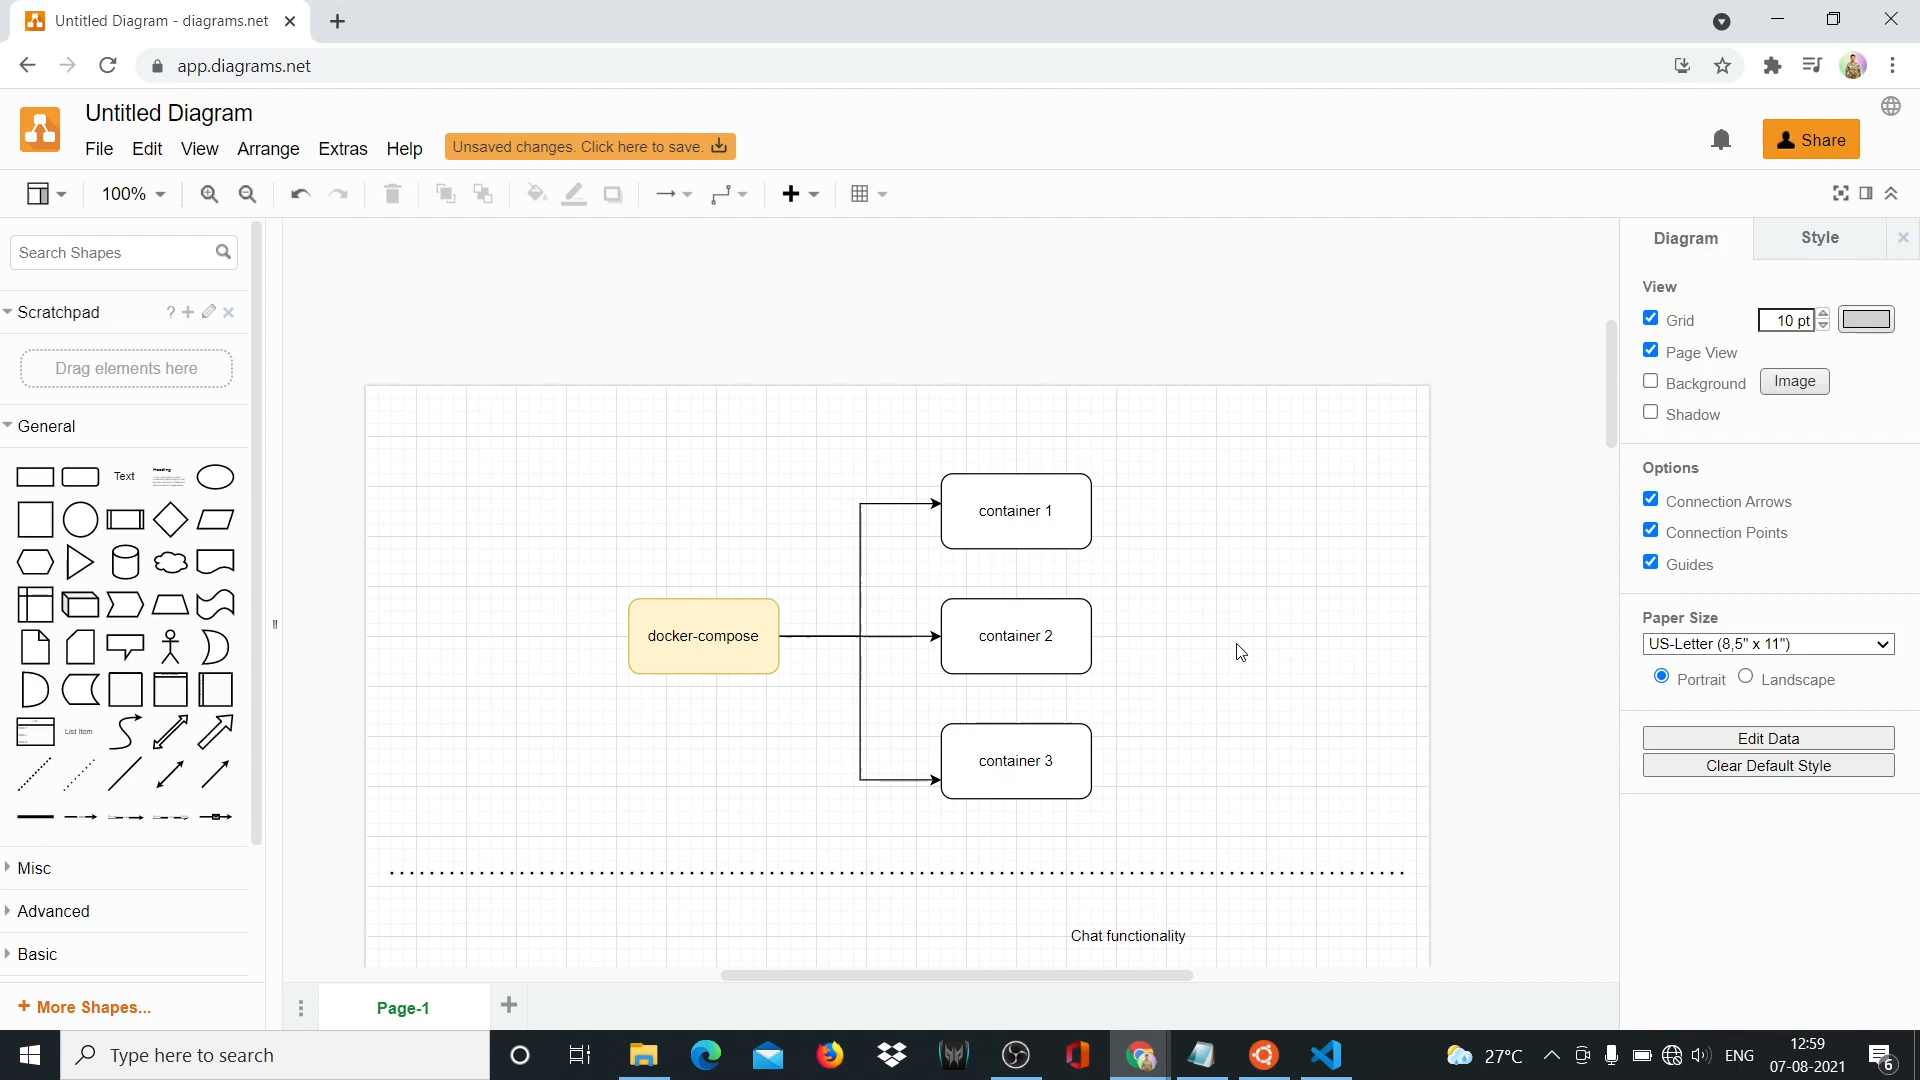 Untitled Diagram - diagrams.net
app.diagrams.net
Untitled Diagram
File Edit View Arrange Extras Help Unsaved changes. Click here to save.
Share
100%
Search Shapes
Scratchpad
?
Drag elements here
General
Text
Heading
List Item
Misc
Advanced
Basic
+ More Shapes...
container 1
docker-compose
container 2
container 3
Chat functionality
Page-1
Diagram Style
View
Grid 10 pt
Page View
Background Image
Shadow
Options
Connection Arrows
Connection Points
Guides
Paper Size
US-Letter (8,5" x 11")
Portrait Landscape
Edit Data
Clear Default Style
Type here to search
27°C ENG
12:59
07-08-2021
6